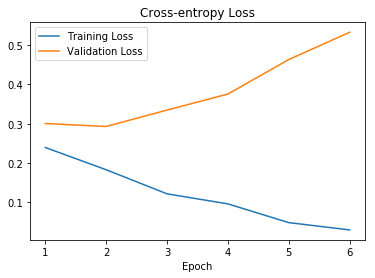 Cross-entropy Loss
Training Loss
Validation Loss
0.5
0.4
0.3
0.2
0.1
1 2 3 4 5 6
Epoch